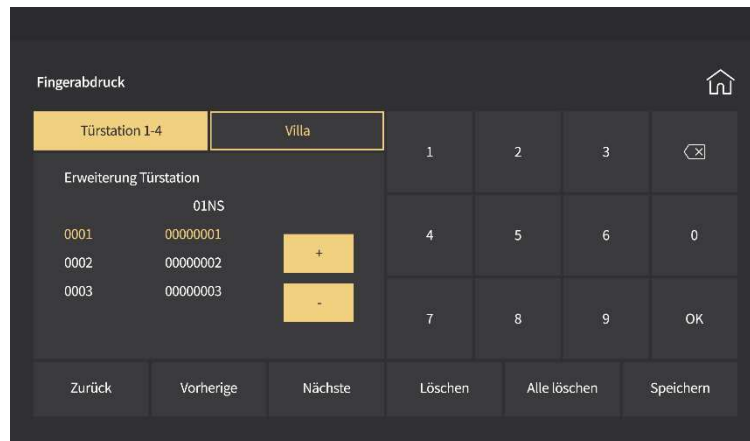 Fingerabdruck
Türstation 1-4 Villa
Erweiterung Türstation
01NS
0001 00000001
0002 00000002
0003 00000003
+
-
1 2 3
4 5 6 0
7 8 9 OK
Zurück Vorherige Nächste Löschen Alle löschen Speichern